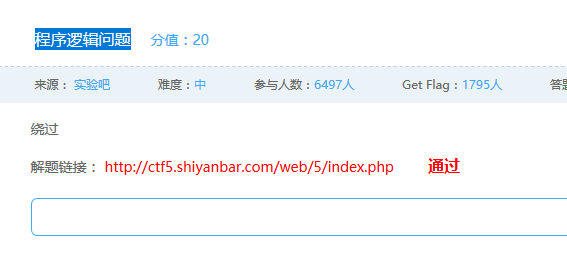 程序逻辑问题 分值：20
来源： 实验吧 难度：中 参与人数：6497人 Get Flag：1795人 答题
绕过
解题链接： http://ctf5.shiyanbar.com/web/5/index.php 通过